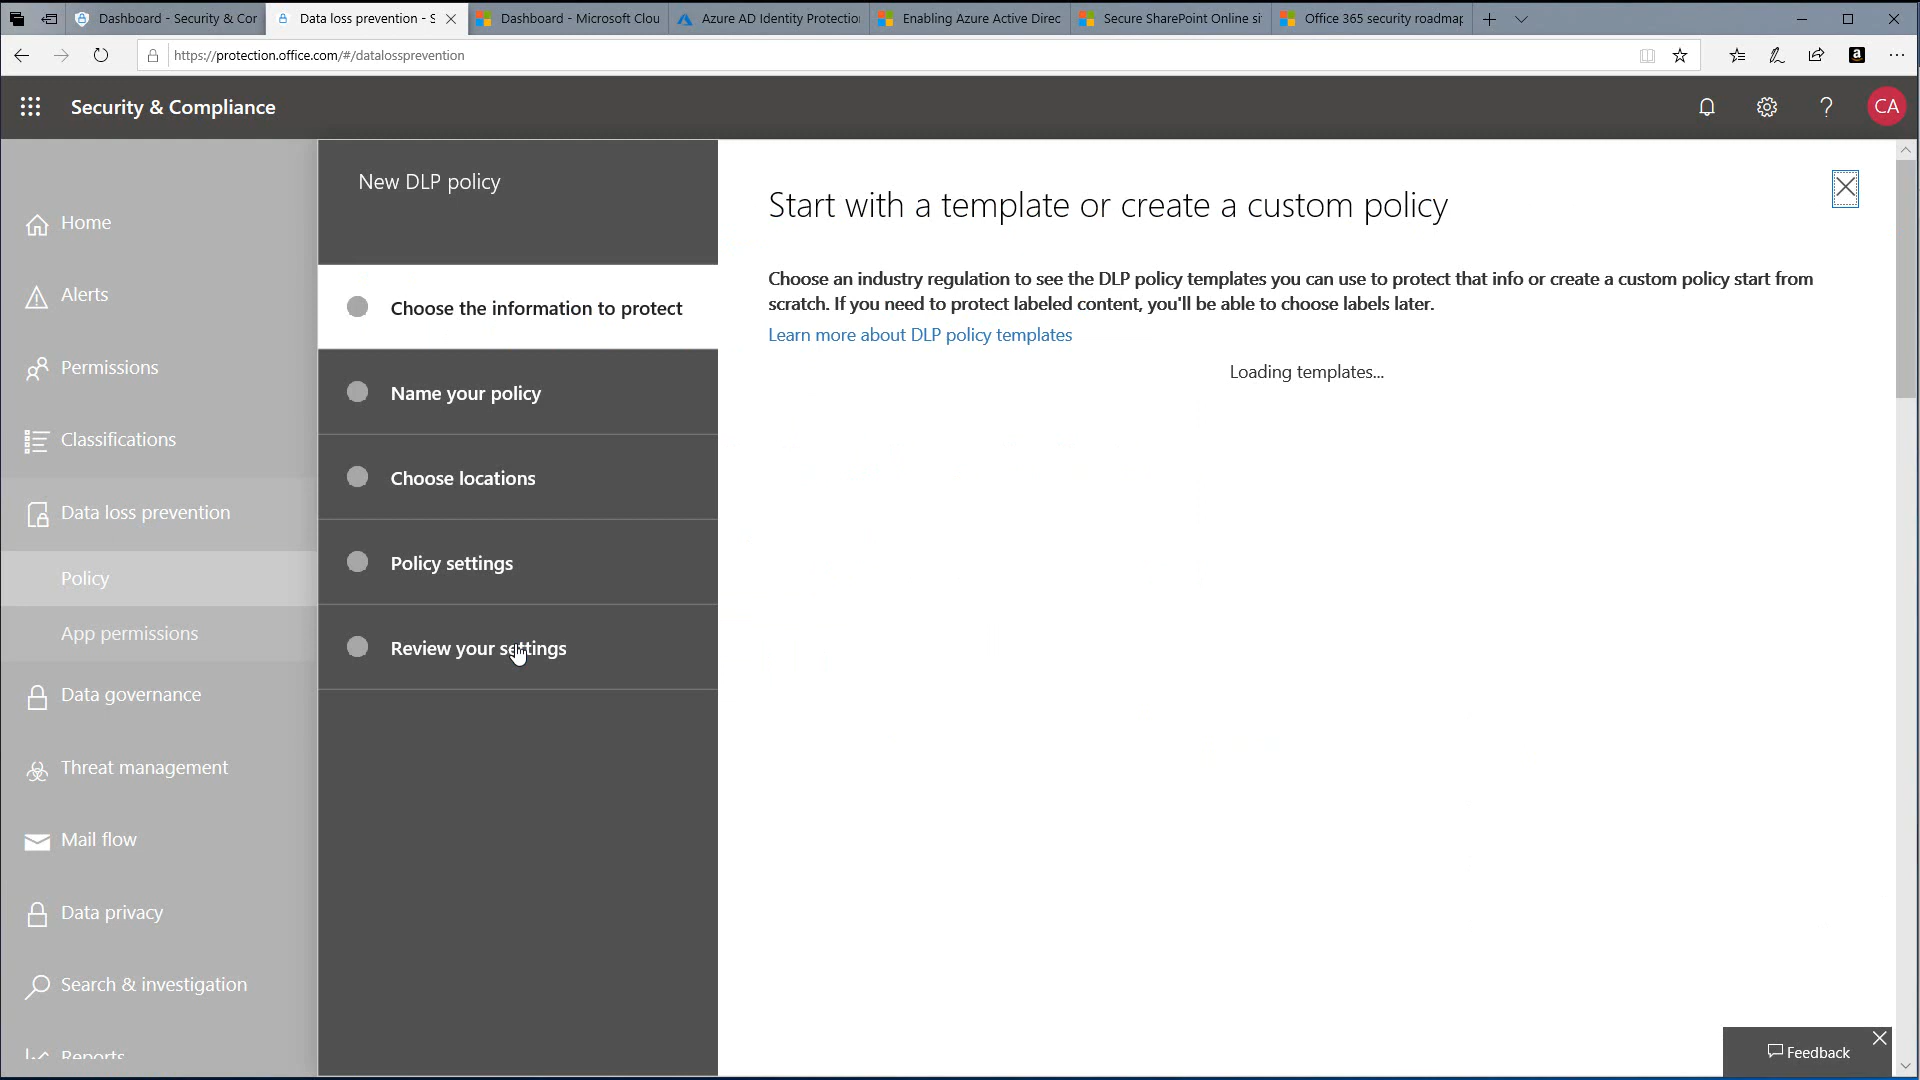 Dashboard - Security & Cor
Data loss prevention - S
Dashboard - Microsoft Clou
Azure AD Identity Protection
Enabling Azure Active Direc
Secure SharePoint Online si
Office 365 security roadmap
https://protection.office.com/#/datalossprevention
Security & Compliance
CA
Home
Alerts
Permissions
Classifications
Data loss prevention
Policy
App permissions
Data governance
Threat management
Mail flow
Data privacy
Search & investigation
Reports
New DLP policy
Choose the information to protect
Name your policy
Choose locations
Policy settings
Review your settings
Start with a template or create a custom policy
Choose an industry regulation to see the DLP policy templates you can use to protect that info or create a custom policy start from
scratch. If you need to protect labeled content, you'll be able to choose labels later.
Learn more about DLP policy templates
Loading templates...
Feedback